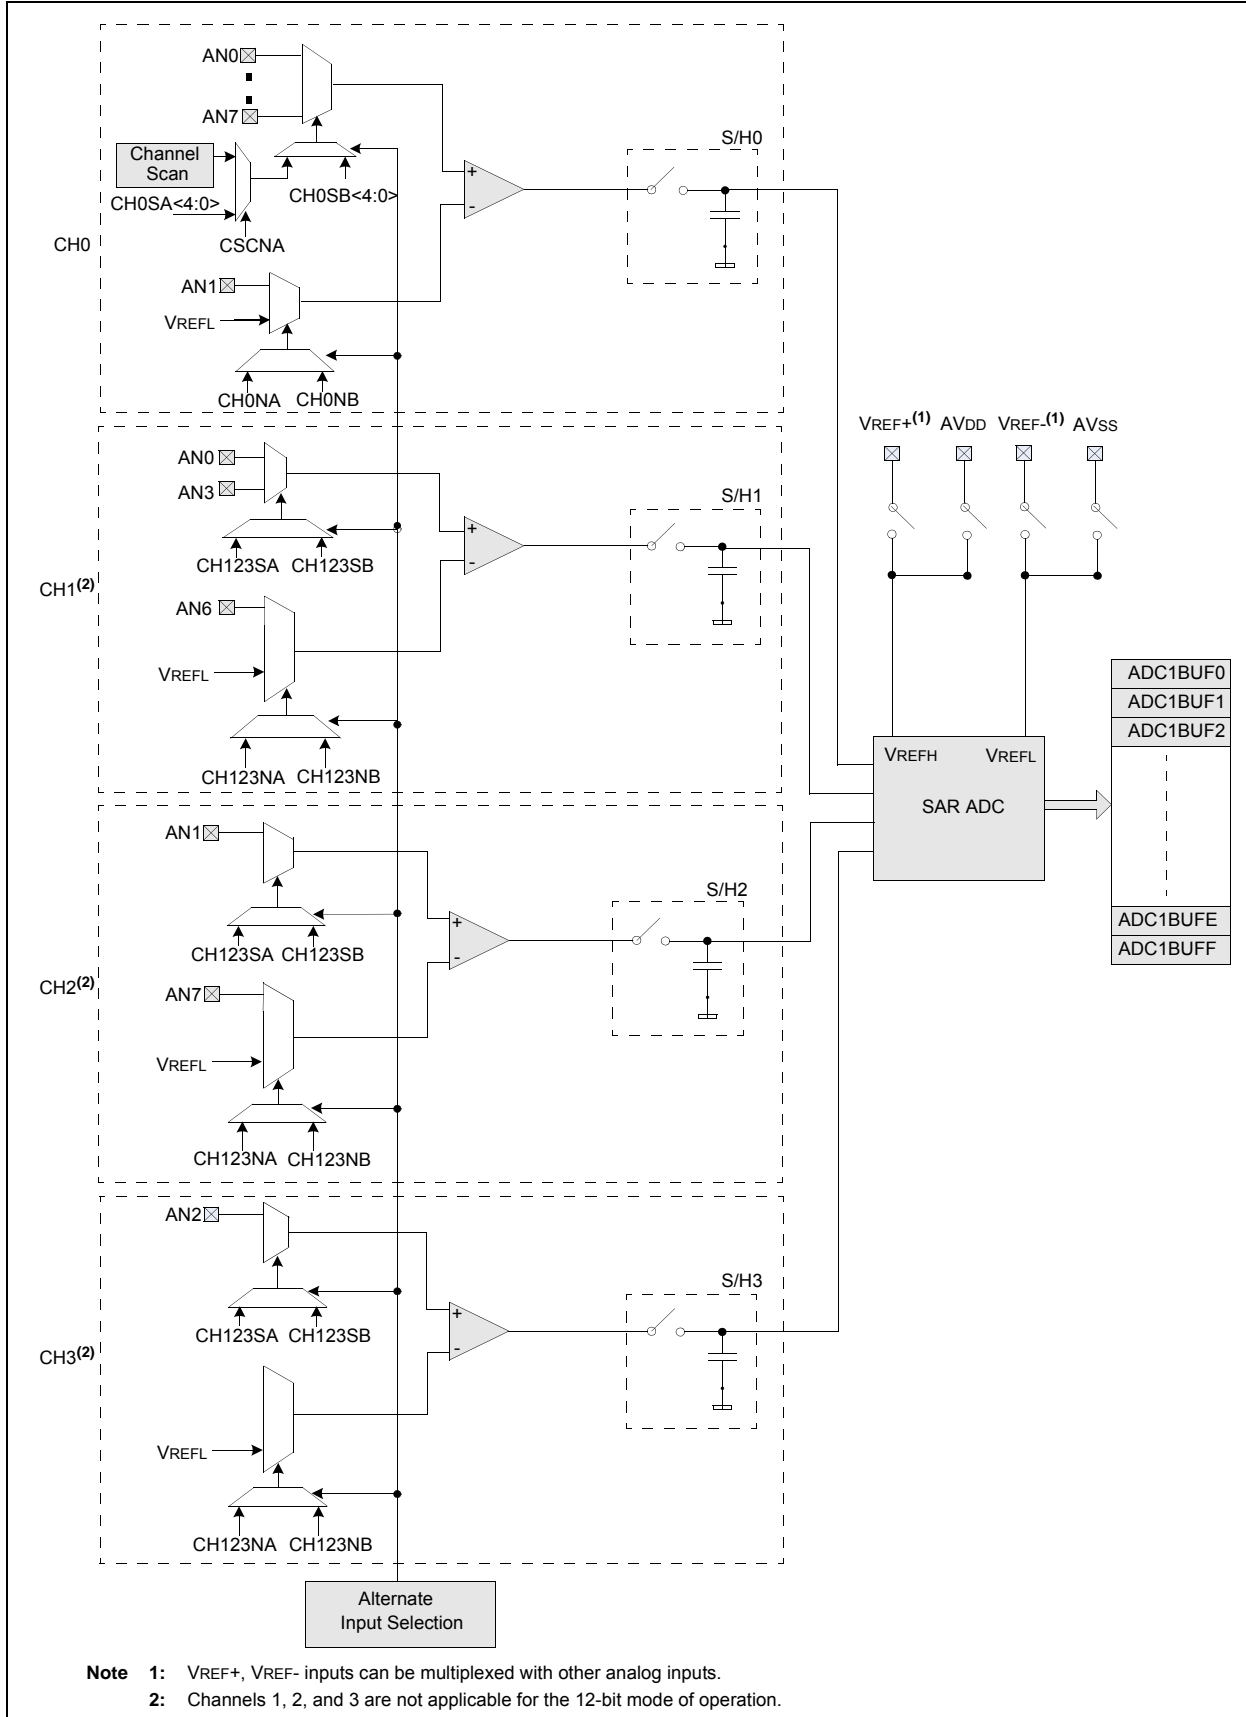 AN0
AN7
Channel
Scan
CH0SA<4:0>
CH0SB<4:0>
CSCNA
CH0
AN1
VREFL
CH0NA CH0NB
+
-
S/H0
AN0
AN3
CH123SA CH123SB
CH1(2)
AN6
VREFL
CH123NA CH123NB
+
-
S/H1
VREF+(1) AVDD VREF-(1) AVSS
VREFH VREFL
SAR ADC
ADC1BUF0
ADC1BUF1
ADC1BUF2
ADC1BUFE
ADC1BUFF
AN1
CH123SA CH123SB
CH2(2)
AN7
VREFL
CH123NA CH123NB
+
-
S/H2
AN2
CH123SA CH123SB
CH3(2)
VREFL
CH123NA CH123NB
+
-
S/H3
Alternate
Input Selection
Note 1: VREF+, VREF- inputs can be multiplexed with other analog inputs.
2: Channels 1, 2, and 3 are not applicable for the 12-bit mode of operation.